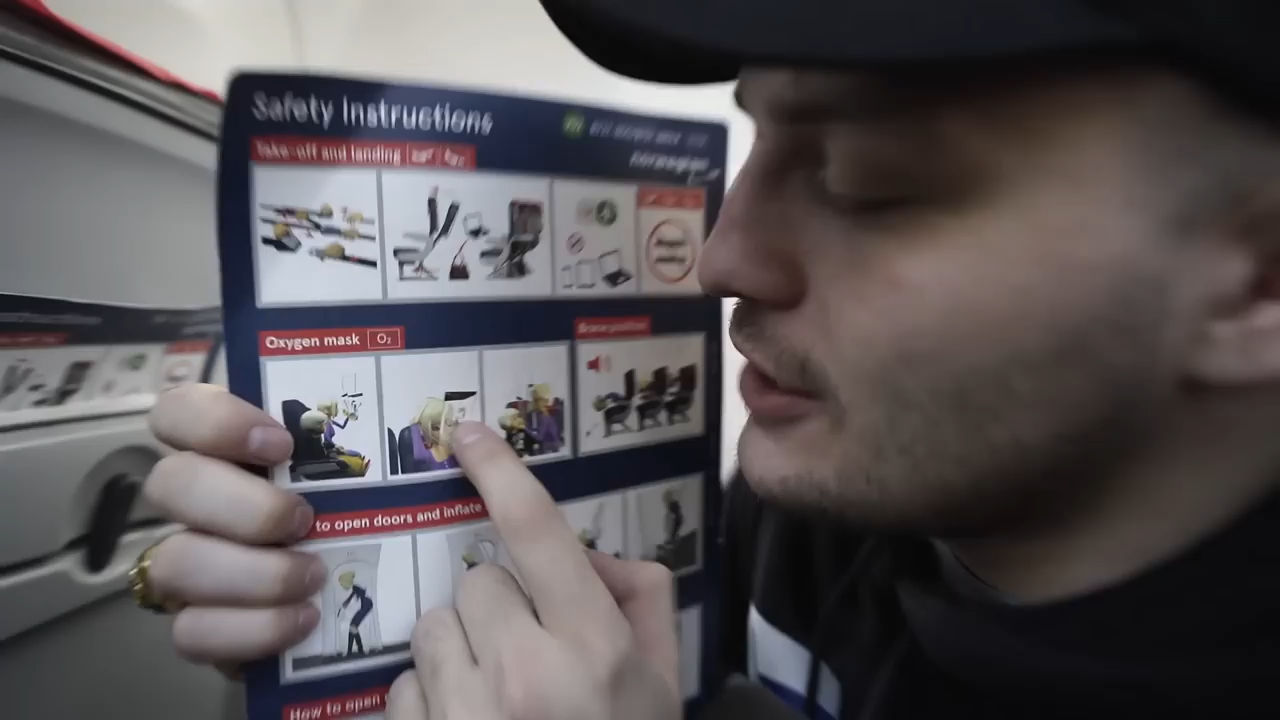 Safety Instructions
norwegian
Take-off and landing
Oxygen mask O₂
Brace position
to open doors and inflate
How to open